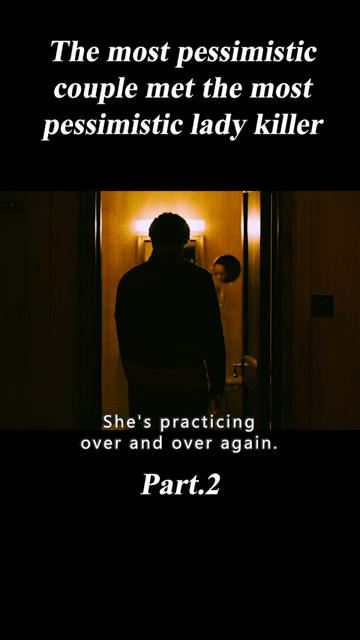 The most pessimistic
couple met the most
pessimistic lady killer
She's practicing
over and over again.
Part.2